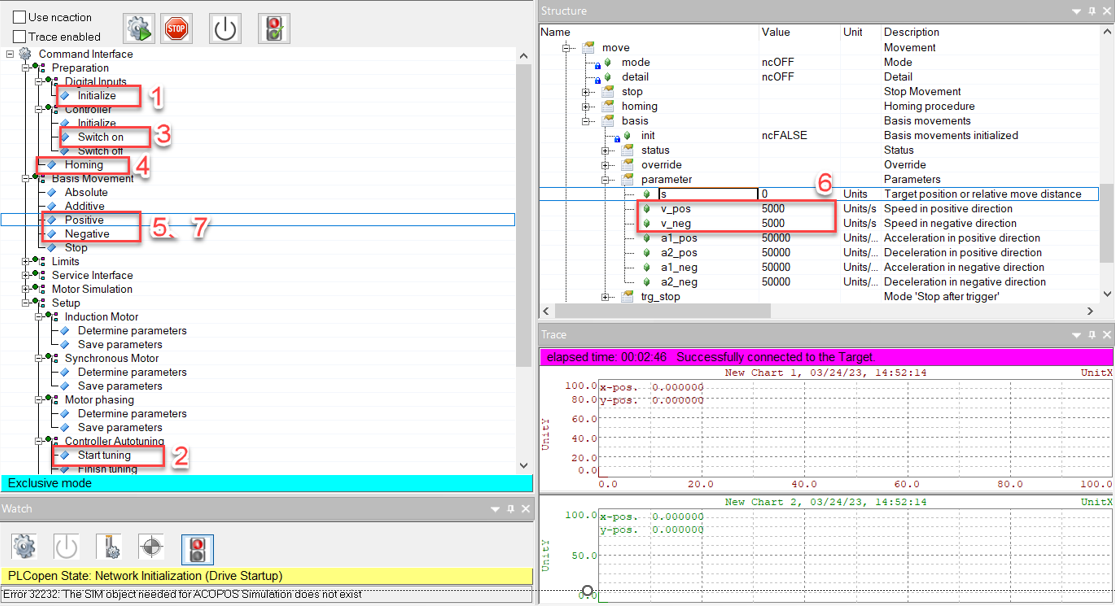 Use ncaction
Trace enabled
STOP
Command Interface
Preparation
Digital Inputs
Initialize
1
Controller
Initialize
Switch on
3
Switch off
Homing
4
Basis Movement
Absolute
Additive
Positive
Negative
5、7
Stop
Limits
Service Interface
Motor Simulation
Setup
Induction Motor
Determine parameters
Save parameters
Synchronous Motor
Determine parameters
Save parameters
Motor phasing
Determine parameters
Save parameters
Controller Autotuning
Start tuning
2
Finish tuning
Exclusive mode
Watch
PLCopen State: Network Initialization (Drive Startup)
Error 32232: The SIM object needed for ACOPOS Simulation does not exist
Structure
Name Value Unit Description
move Movement
mode ncOFF Mode
detail ncOFF Detail
stop Stop Movement
homing Homing procedure
basis Basis movements
init ncFALSE Basis movements initialized
status Status
override Override
parameter Parameters
6
s 0 Units Target position or relative move distance
v_pos 5000 Units/s Speed in positive direction
v_neg 5000 Units/s Speed in negative direction
a1_pos 50000 Units/... Acceleration in positive direction
a2_pos 50000 Units/... Deceleration in positive direction
a1_neg 50000 Units/... Acceleration in negative direction
a2_neg 50000 Units/... Deceleration in negative direction
trg_stop Mode 'Stop after trigger'
Trace
elapsed time: 00:02:46 Successfully connected to the Target.
New Chart 1, 03/24/23, 14:52:14 UnitX
100.0 x-pos. 0.000000
80.0 y-pos. 0.000000
60.0
UnitY
40.0
20.0
0.0
0.0 20.0 40.0 60.0 80.0 100.0
New Chart 2, 03/24/23, 14:52:14 UnitX
100.0 x-pos. 0.000000
y-pos. 0.000000
UnitY
50.0
0.0